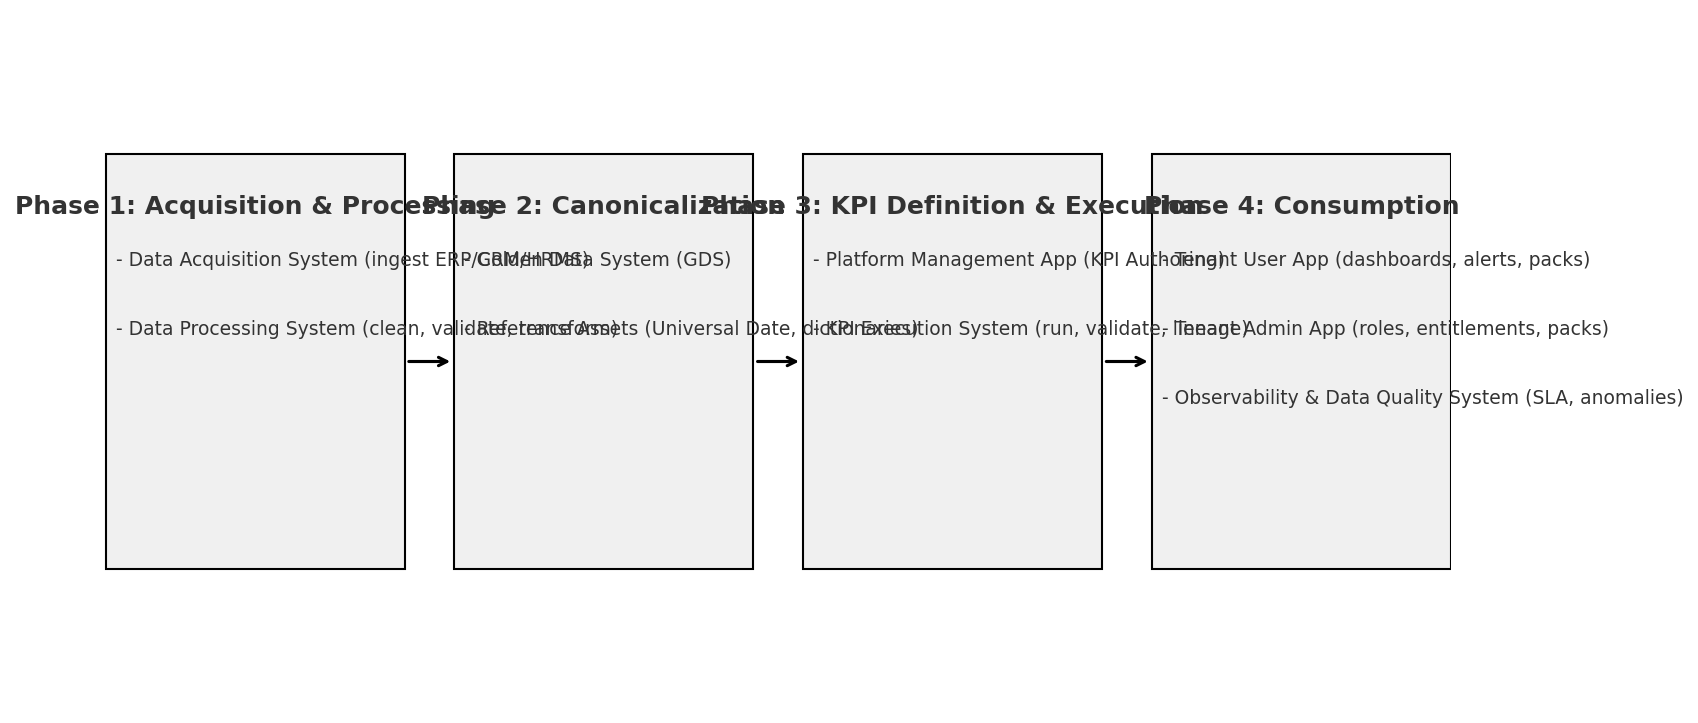 Phase 1: Acquisition & Processing
- Data Acquisition System (ingest ERP/CRM/HRMS)
- Data Processing System (clean, validate, transforms)
Phase 2: Canonicalization
- Golden Data System (GDS)
- Reference Assets (Universal Date, dictionaries)
Phase 3: KPI Definition & Execution
- Platform Management App (KPI Authoring)
- KPI Execution System (run, validate, lineage)
Phase 4: Consumption
- Tenant User App (dashboards, alerts, packs)
- Tenant Admin App (roles, entitlements, packs)
- Observability & Data Quality System (SLA, anomalies)